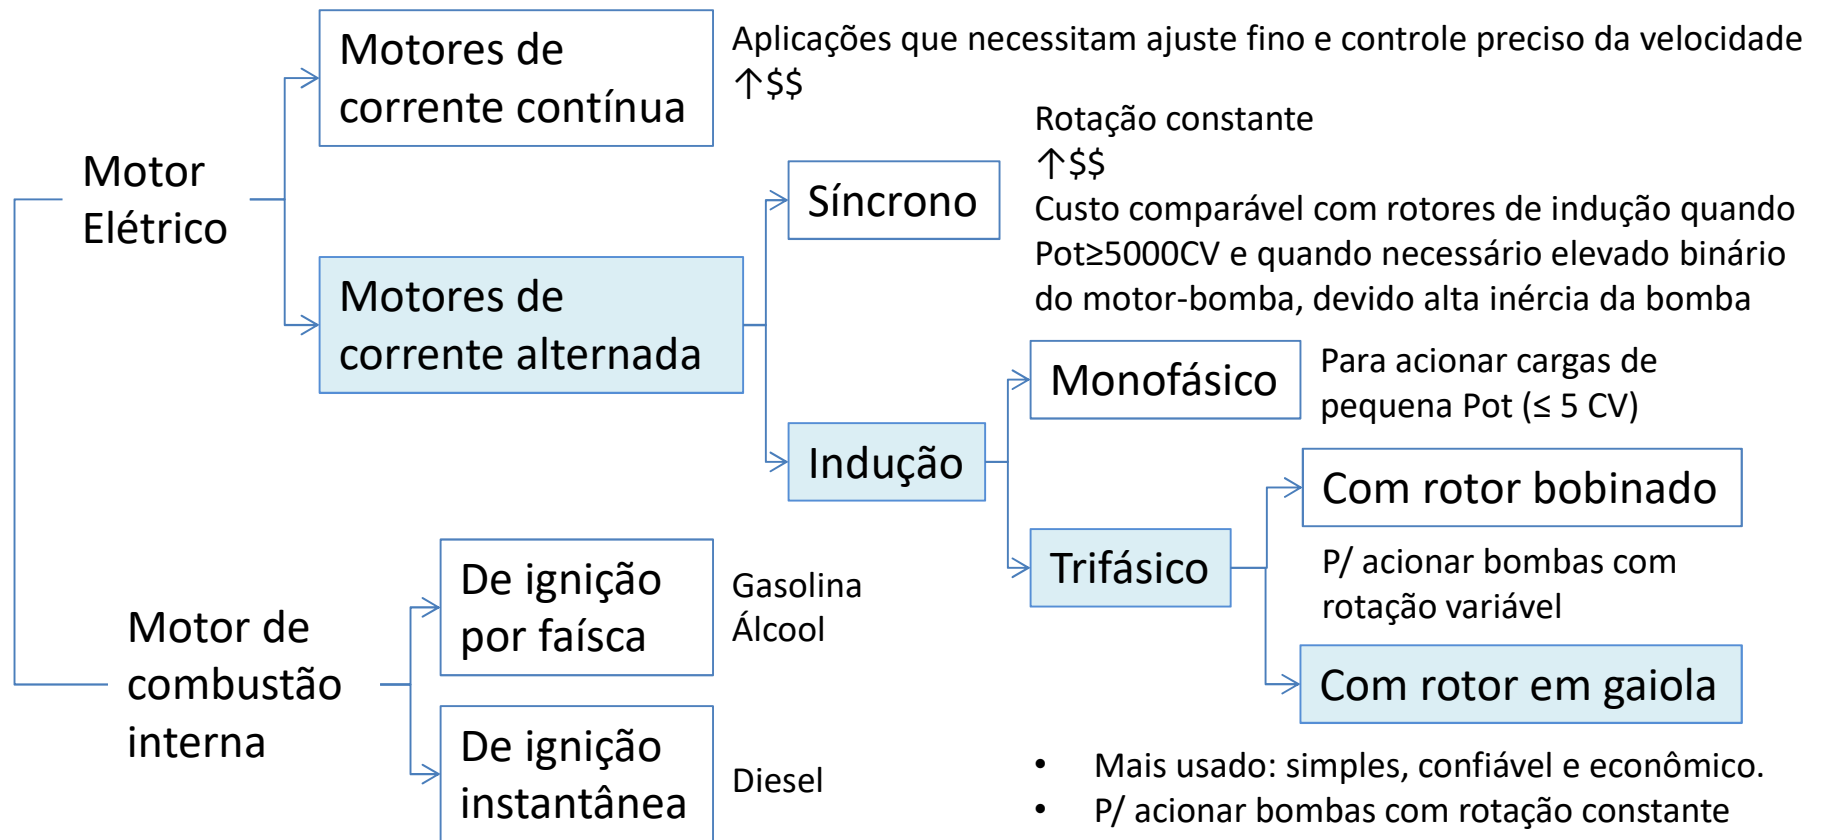 Motores de
corrente contínua
Aplicações que necessitam ajuste fino e controle preciso da velocidade
↑$$
Motor
Elétrico
Síncrono
Rotação constante
↑$$
Custo comparável com rotores de indução quando
Pot≥5000CV e quando necessário elevado binário
do motor-bomba, devido alta inércia da bomba
Motores de
corrente alternada
Monofásico
Para acionar cargas de
pequena Pot (≤ 5 CV)
Indução
Com rotor bobinado
Trifásico
P/ acionar bombas com
rotação variável
Com rotor em gaiola
• Mais usado: simples, confiável e econômico.
• P/ acionar bombas com rotação constante
Motor de
combustão
interna
De ignição
por faísca
Gasolina
Álcool
De ignição
instantânea
Diesel